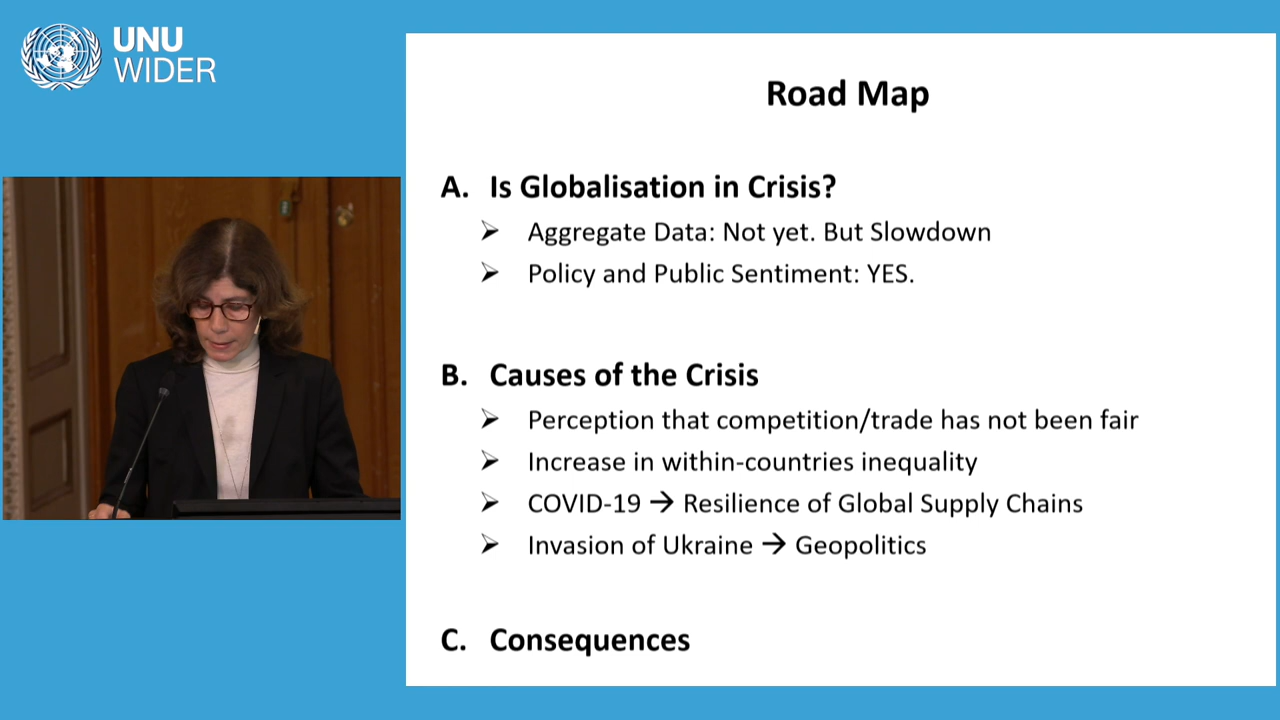 UNU
WIDER
Road Map
A. Is Globalisation in Crisis?
➢ Aggregate Data: Not yet. But Slowdown
➢ Policy and Public Sentiment: YES.
B. Causes of the Crisis
➢ Perception that competition/trade has not been fair
➢ Increase in within-countries inequality
➢ COVID-19 → Resilience of Global Supply Chains
➢ Invasion of Ukraine → Geopolitics
C. Consequences